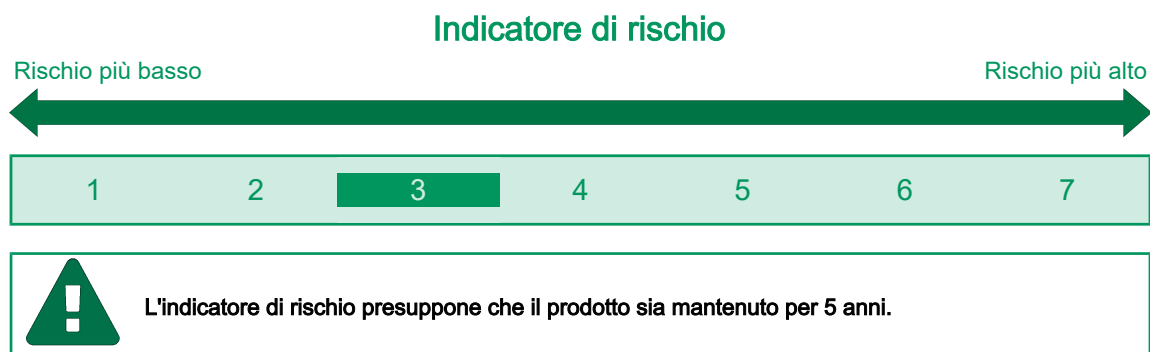 Indicatore di rischio
Rischio più basso
Rischio più alto
1 2 3 4 5 6 7
L'indicatore di rischio presuppone che il prodotto sia mantenuto per 5 anni.